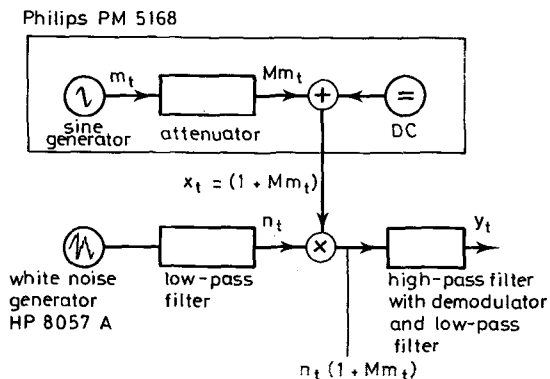 Philips PM 5168
m_t
Mm_t
+
=
sine generator
attenuator
DC
x_t = (1 + Mm_t)
n_t
×
y_t
white noise
generator
HP 8057 A
low-pass
filter
high-pass filter
with demodulator
and low-pass
filter
n_t (1 + Mm_t)